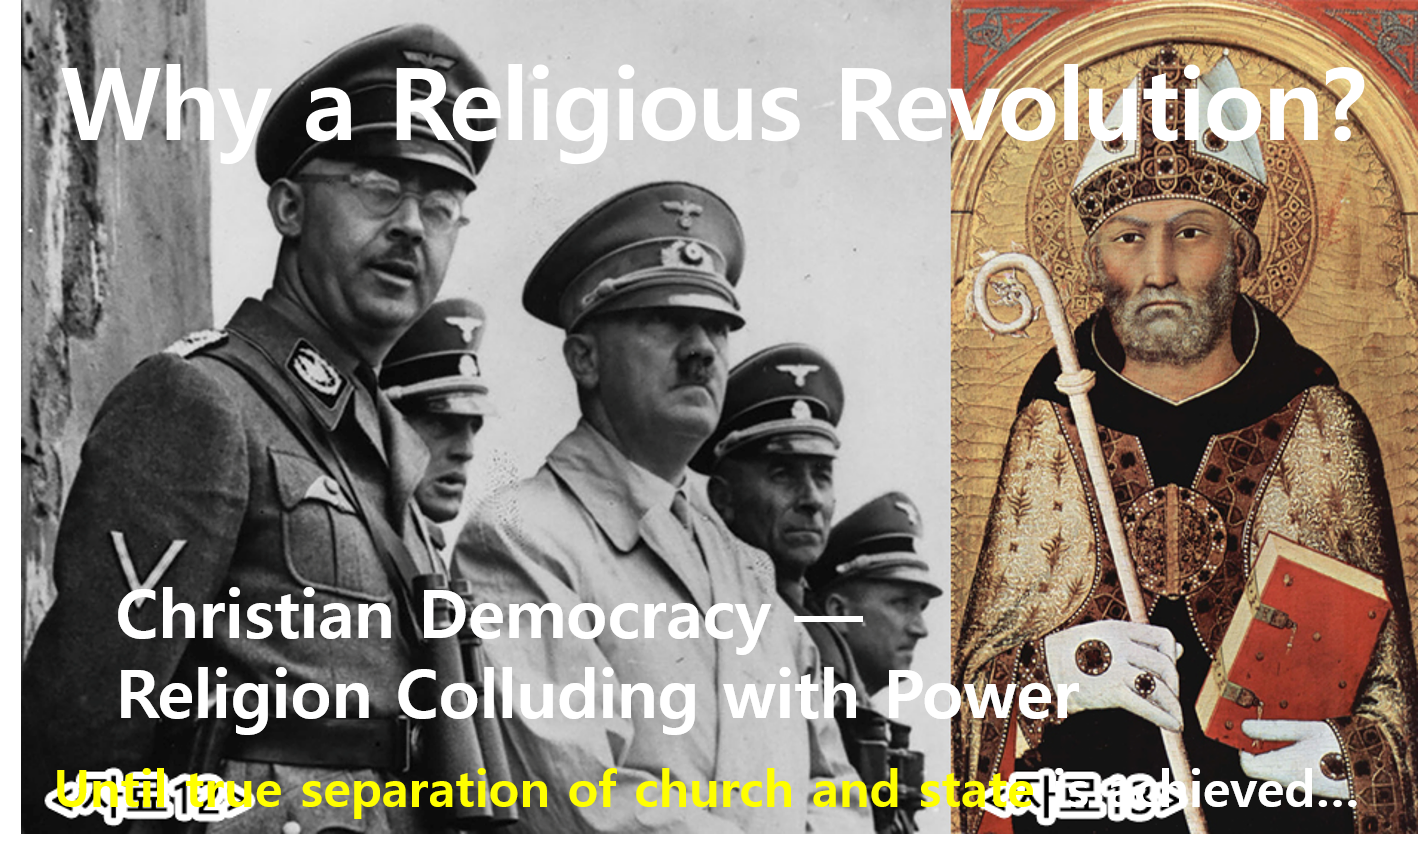 Why a Religious Revolution?
Christian Democracy —
Religion Colluding with Power
Until true separation of church and state is achieved...